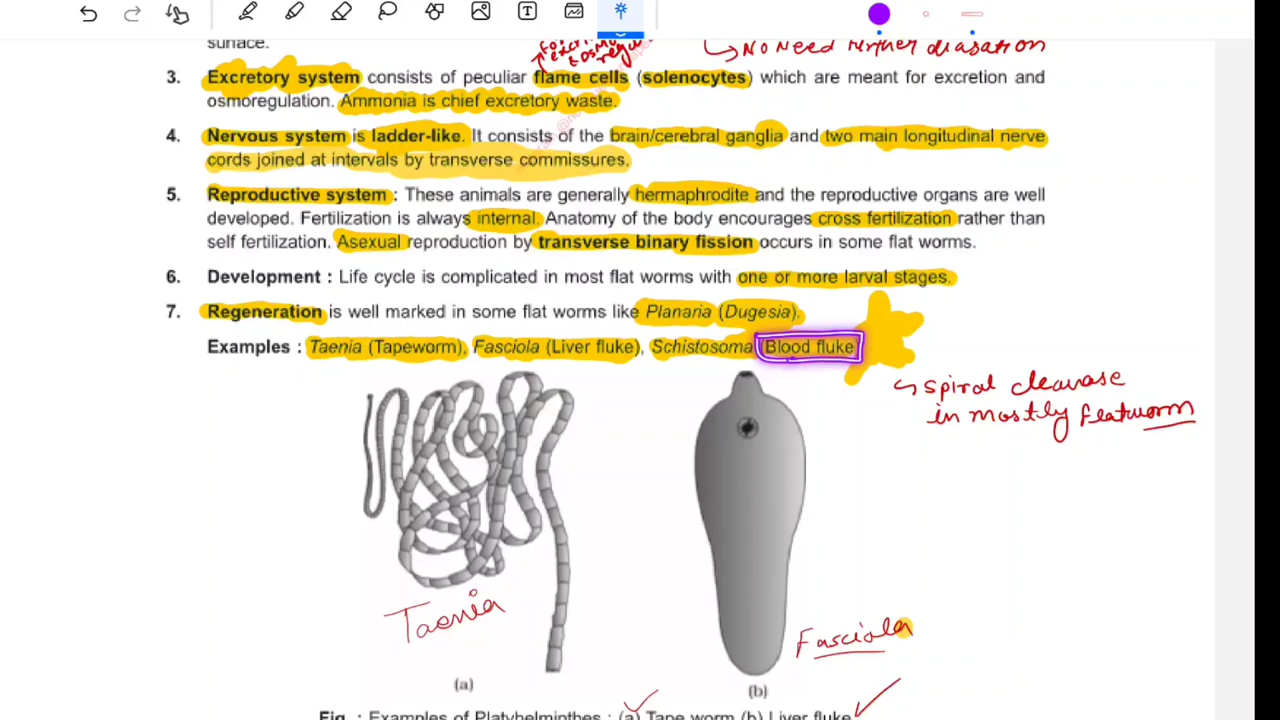 surface.
No Need further diasation
3. Excretory system consists of peculiar flame cells (solenocytes) which are meant for excretion and
osmoregulation. Ammonia is chief excretory waste.
4. Nervous system is ladder-like. It consists of the brain/cerebral ganglia and two main longitudinal nerve
cords joined at intervals by transverse commissures.
5. Reproductive system : These animals are generally hermaphrodite and the reproductive organs are well
developed. Fertilization is always internal. Anatomy of the body encourages cross fertilization rather than
self fertilization. Asexual reproduction by transverse binary fission occurs in some flat worms.
6. Development : Life cycle is complicated in most flat worms with one or more larval stages.
7. Regeneration is well marked in some flat worms like Planaria (Dugesia).
Examples : Taenia (Tapeworm), Fasciola (Liver fluke), Schistosoma Blood fluke
spiral cleavase
in mostly flatworm
Taenia
Fasciola
(a)
(b)
Fig. : Examples of Platyhelminthes : (a) Tape worm (b) Liver fluke